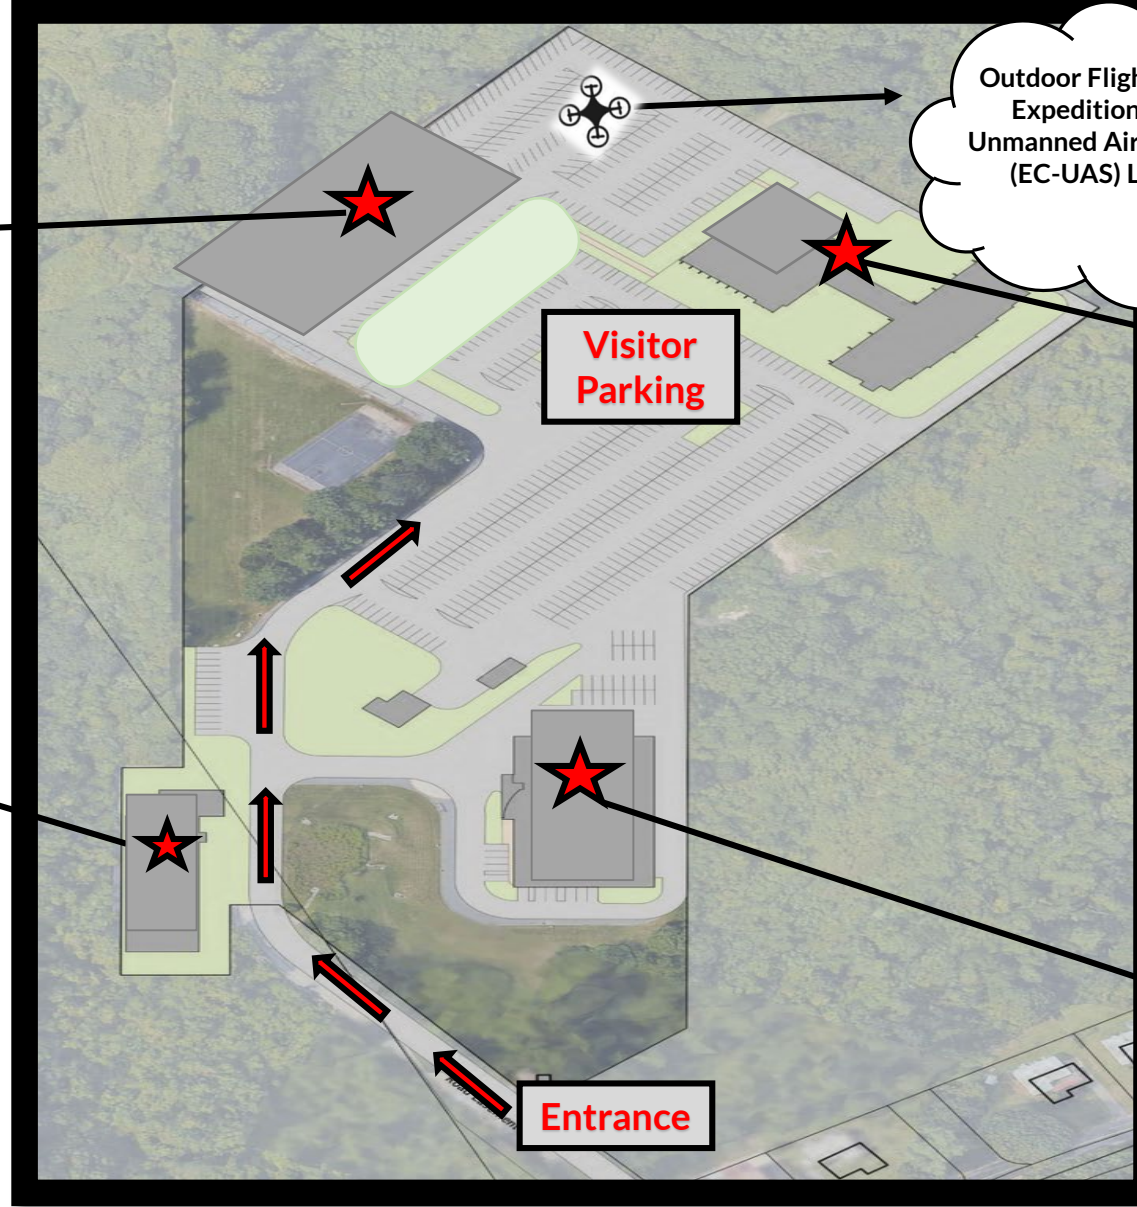 Outdoor Fligh
Expedition
Unmanned Air
(EC-UAS) L
Visitor
Parking
Entrance